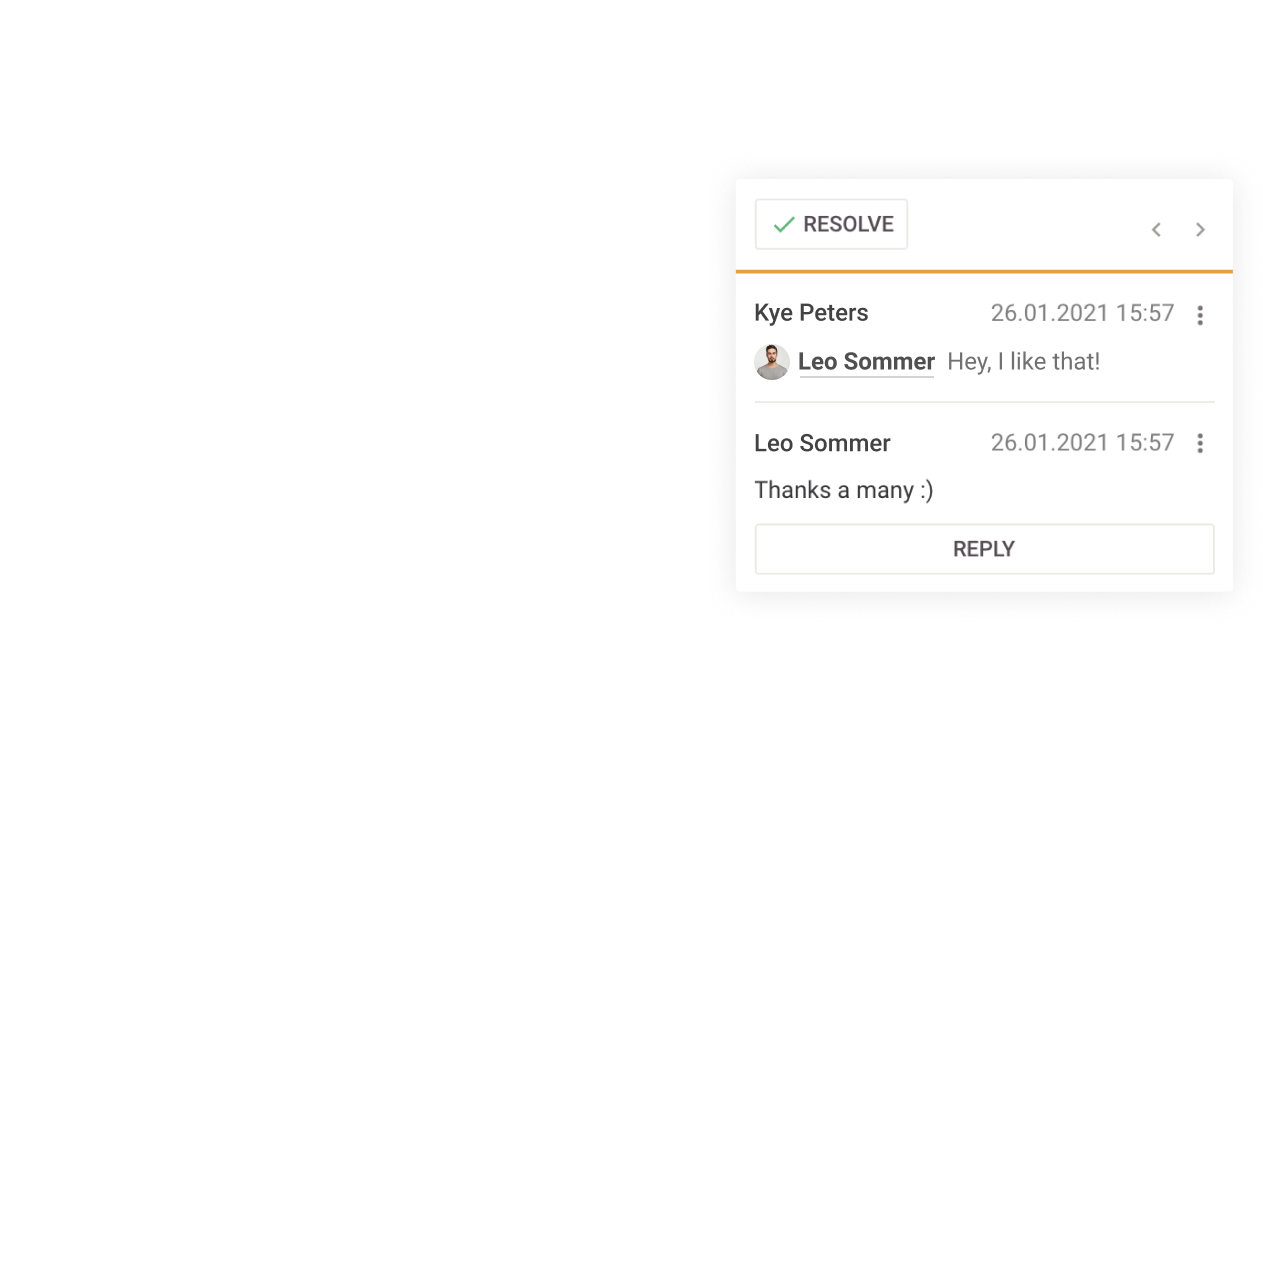 RESOLVE
Kye Peters 26.01.2021 15:57
Leo Sommer Hey, I like that!
Leo Sommer 26.01.2021 15:57
Thanks a many :)
REPLY